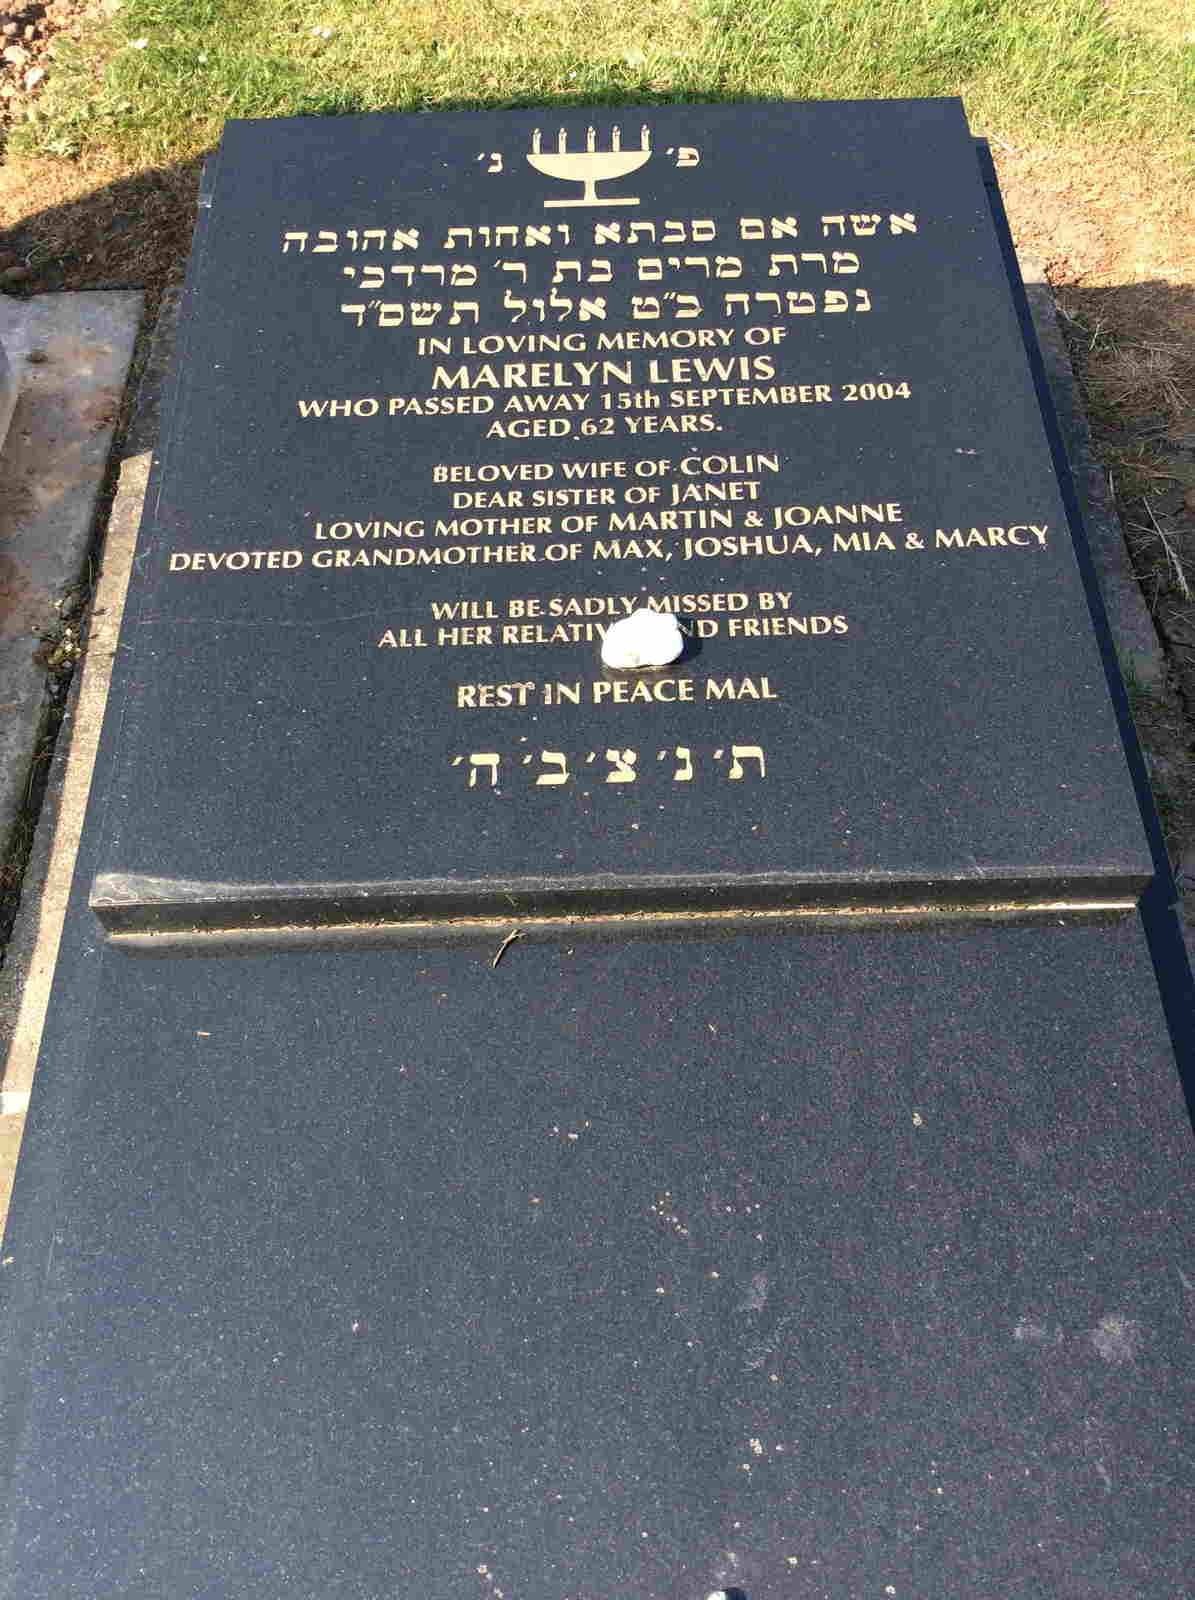 פ׳ נ׳
אשה אם סבתא ואחות אהובה
מרת מרים בת ר׳ מרדכי
נפטרה כ״ט אלול תשס״ד
IN LOVING MEMORY OF
MARELYN LEWIS
WHO PASSED AWAY 15th SEPTEMBER 2004
AGED 62 YEARS.
BELOVED WIFE OF COLIN
DEAR SISTER OF JANET
LOVING MOTHER OF MARTIN & JOANNE
DEVOTED GRANDMOTHER OF MAX, JOSHUA, MIA & MARCY
WILL BE SADLY MISSED BY
ALL HER FRIENDS
REST IN PEACE MAL
ת׳ נ׳ צ׳ ב׳ ה׳